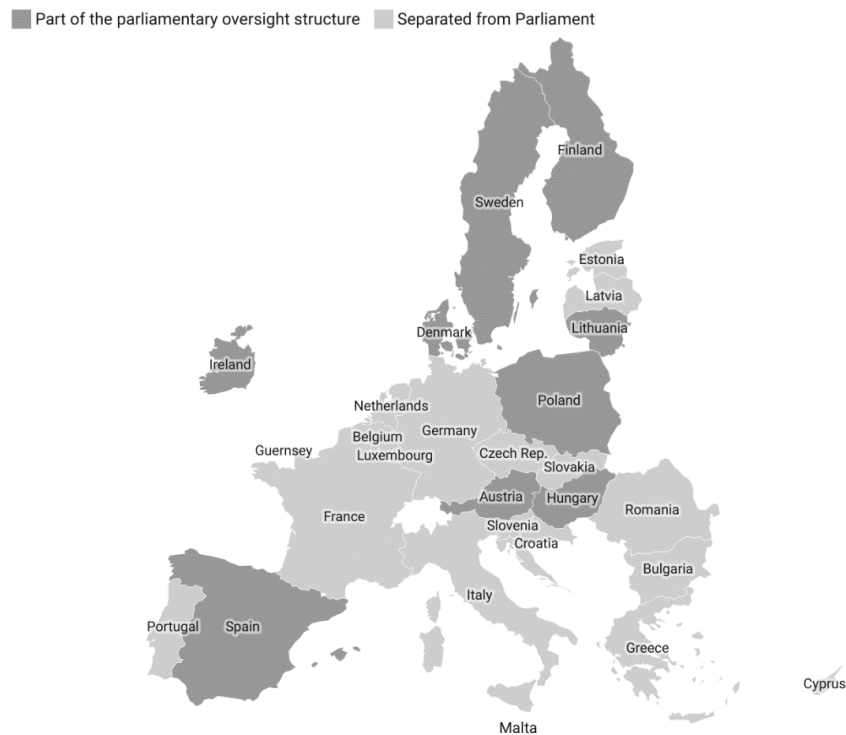 Part of the parliamentary oversight structure Separated from Parliament
Finland
Sweden
Estonia
Latvia
Denmark
Lithuania
Ireland
Poland
Netherlands
Germany
Belgium
Guernsey
Czech Rep.
Luxembourg
Slovakia
Austria
Hungary
Romania
France
Slovenia
Croatia
Bulgaria
Italy
Portugal
Spain
Greece
Cyprus
Malta